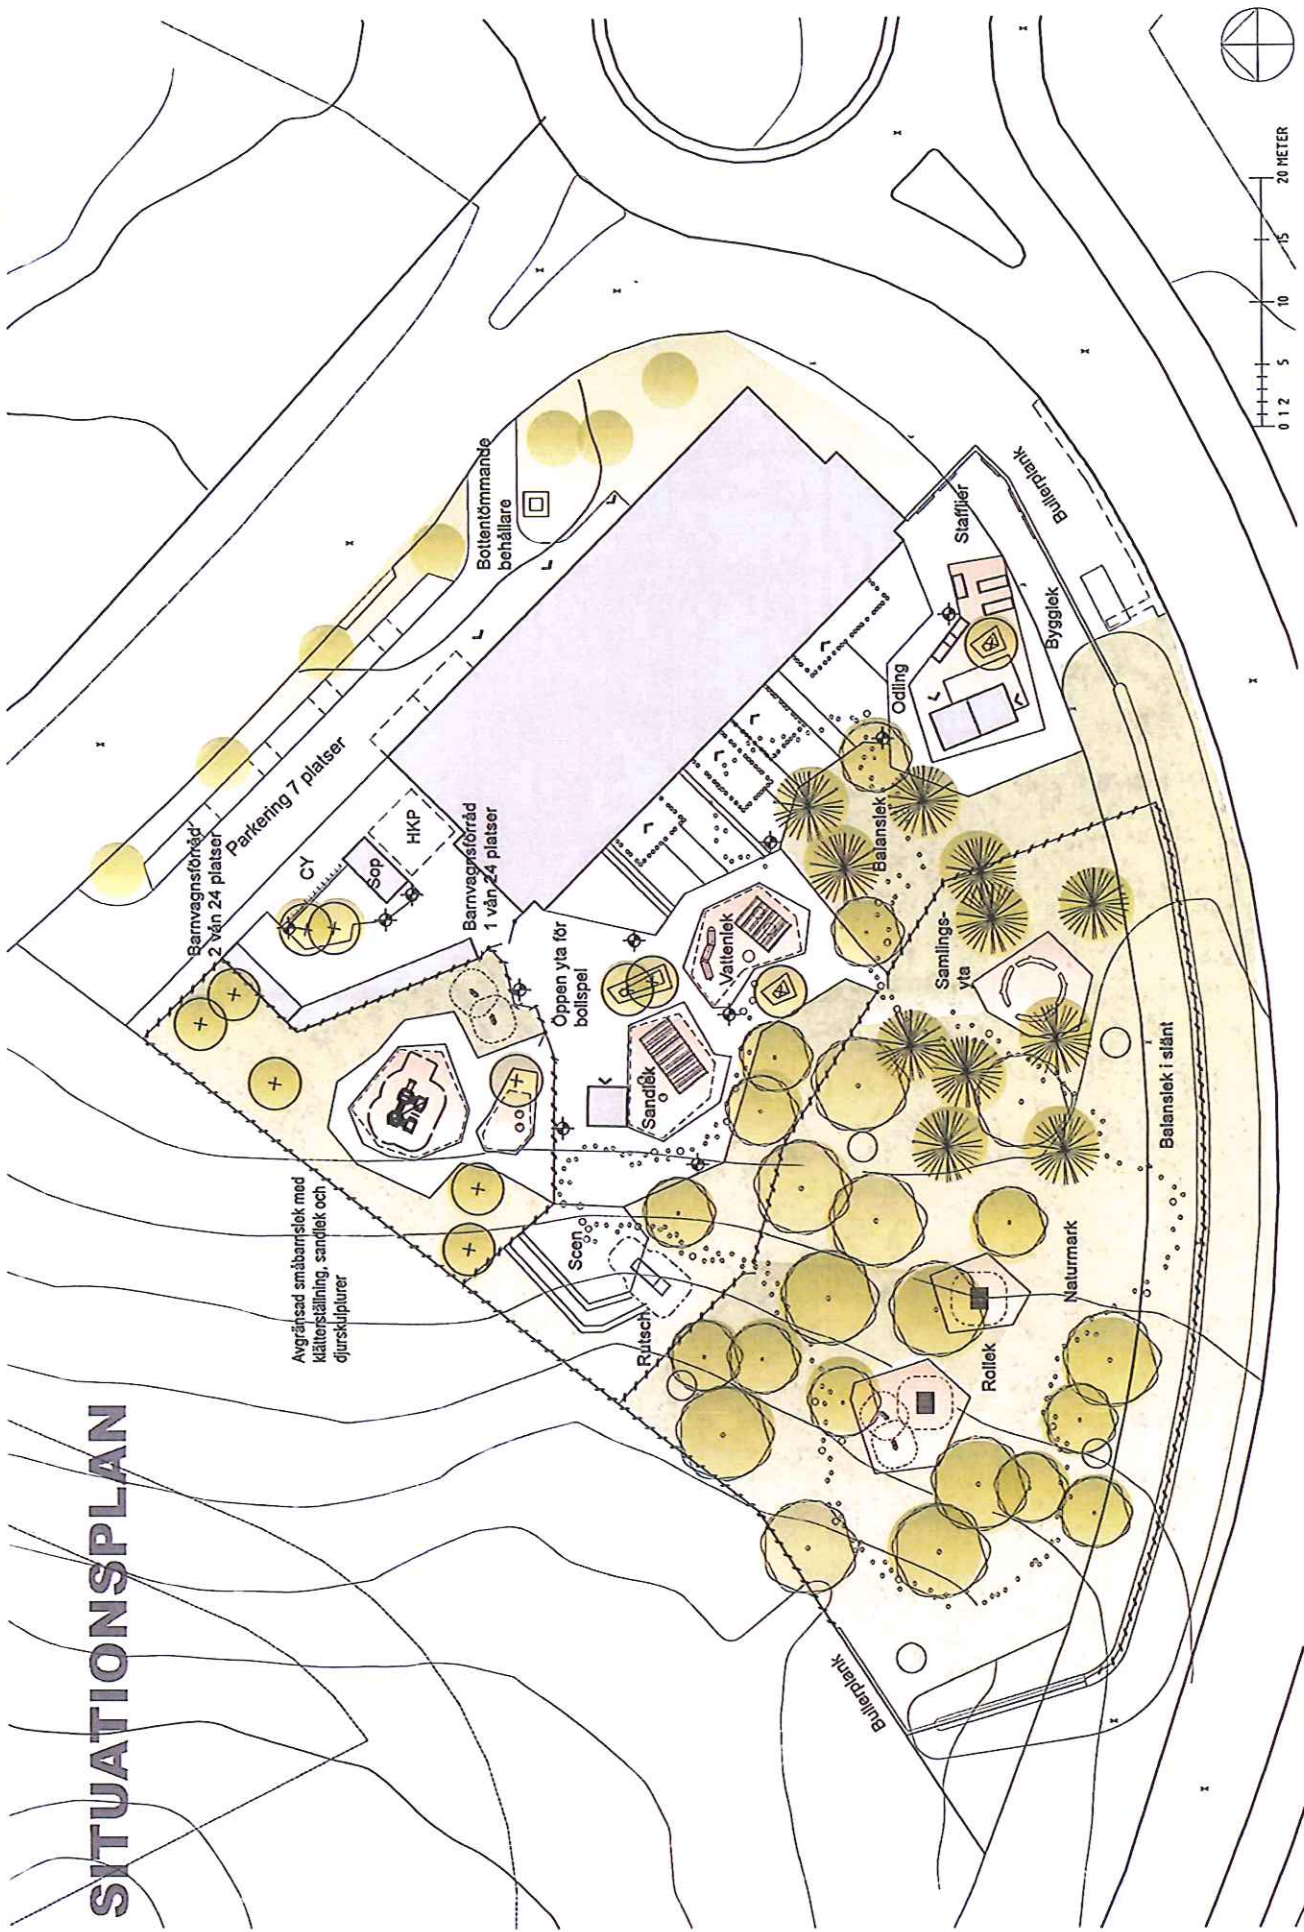 SITUATIONSPLAN
Avgränsad småbarnslek med
klätterställning, sandlek och
djurskulpturer
Barnvagnsförråd
2 vån 24 platser
Parkering 7 platser
CY
Sop
HKP
Barnvagnsförråd
1 vån 24 platser
Bottentömmande
behållare
Öppen yta för
bollspel
Scen
Rutsch
Sandlek
Vattenlek
Balanslek
Odling
Stafflier
Bullerplank
Bygglek
Samlings-
yta
Rollek
Naturmark
Balanslek i slänt
Bullerplank
0 1 2 5 10 15 20 METER